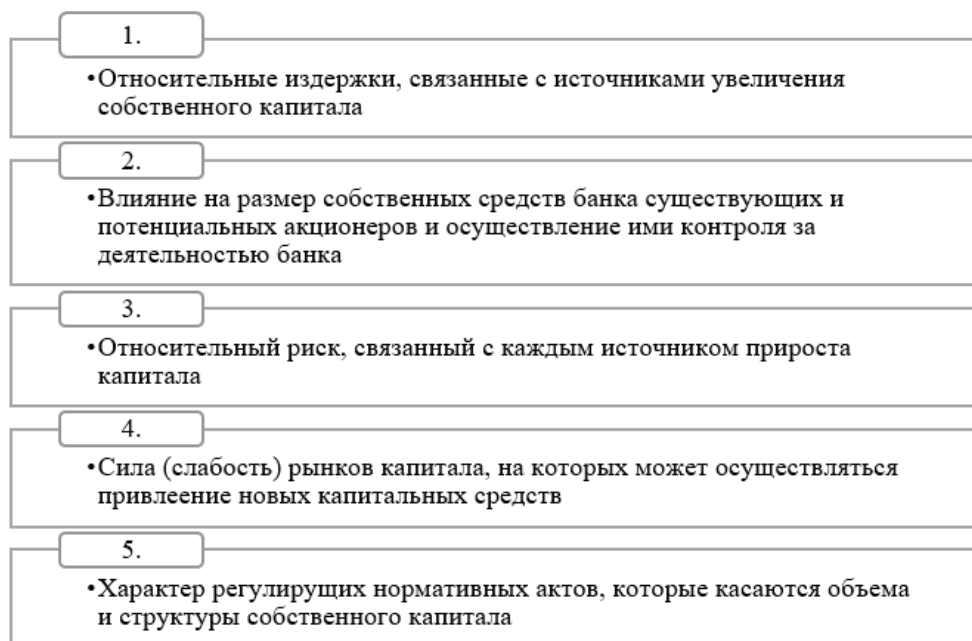 1.
•Относительные издержки, связанные с источниками увеличения
собственного капитала
2.
•Влияние на размер собственных средств банка существующих и
потенциальных акционеров и осуществление ими контроля за
деятельностью банка
3.
•Относительный риск, связанный с каждым источником прироста
капитала
4.
•Сила (слабость) рынков капитала, на которых может осуществляться
привлеение новых капитальных средств
5.
•Характер регулирущих нормативных актов, которые касаются объема
и структуры собственного капитала